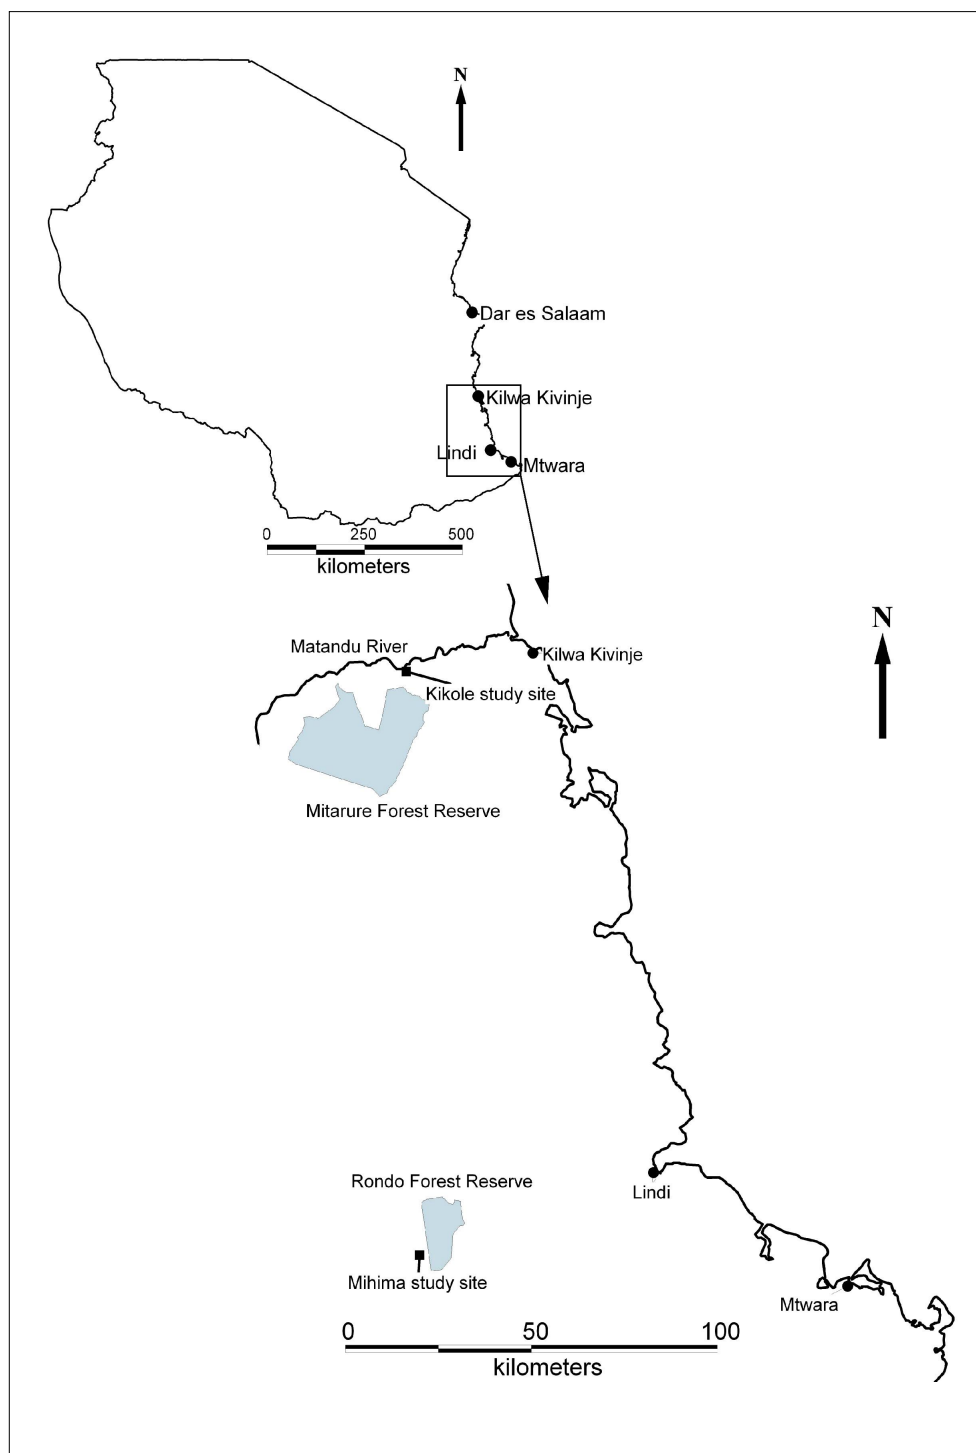 N
Dar es Salaam
Kilwa Kivinje
Lindi
Mtwara
0 250 500
kilometers
N
Matandu River
Kilwa Kivinje
Kikole study site
Mitarure Forest Reserve
Rondo Forest Reserve
Lindi
Mihima study site
Mtwara
0 50 100
kilometers